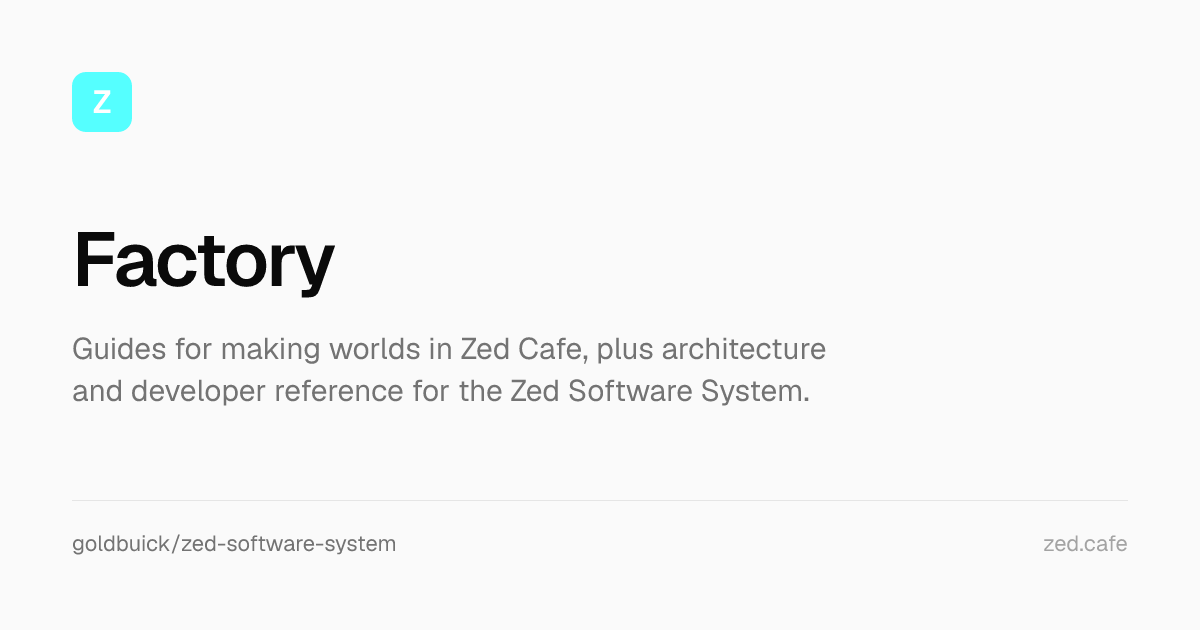 Z
Factory
Guides for making worlds in Zed Cafe, plus architecture
and developer reference for the Zed Software System.
goldbuick/zed-software-system
zed.cafe